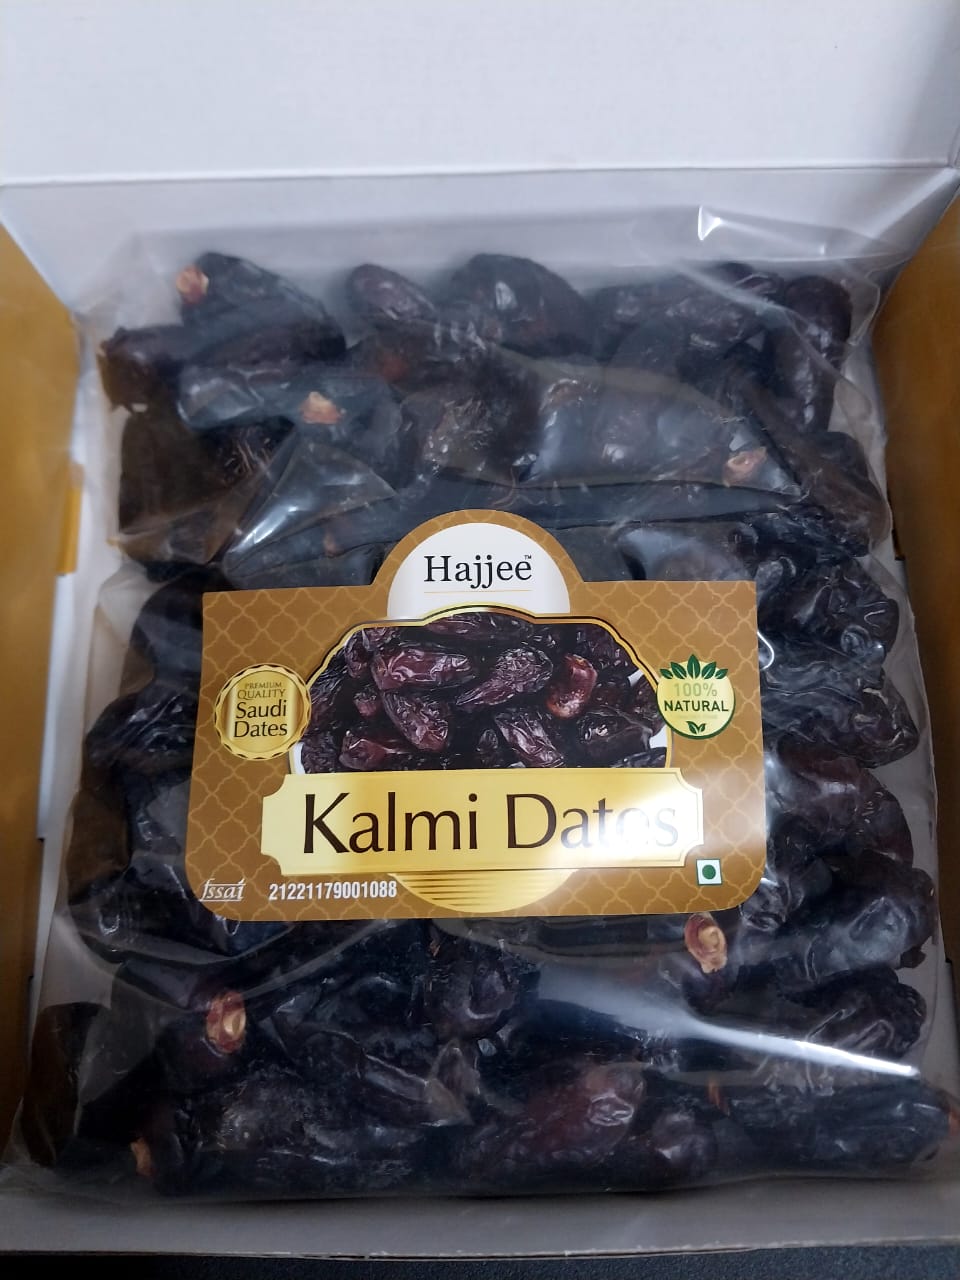 Hajjee™
PREMIUM
QUALITY
Saudi
Dates
100%
NATURAL
Kalmi Dates
fssai 21221179001088